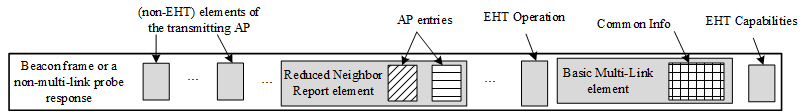 (non-EHT) elements of
the transmitting AP
AP entries
EHT Operation
Common Info
EHT Capabilities
Beacon frame or a
non-multi-link probe
response
...
...
Reduced Neighbor
Report element
...
Basic Multi-Link
element